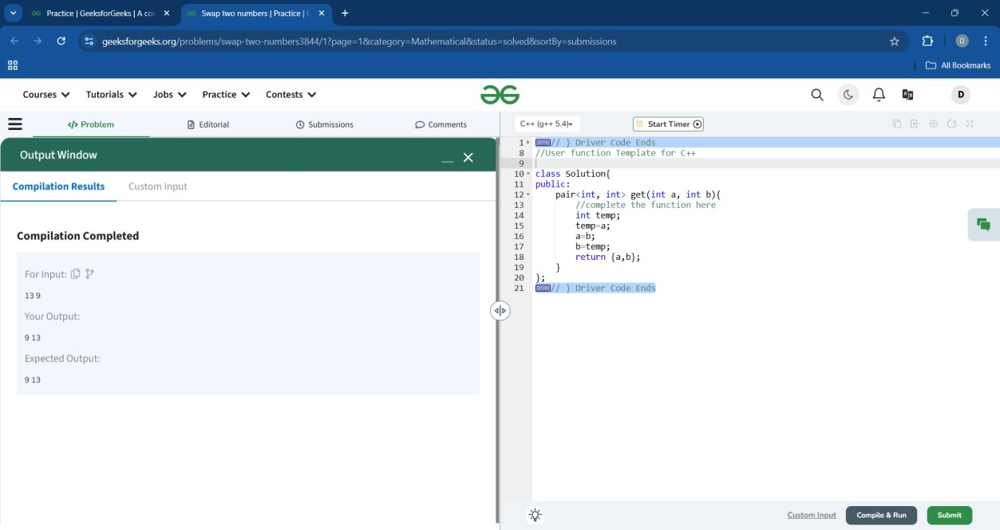 Practice | GeeksforGeeks | A cor
Swap two numbers | Practice |
geeksforgeeks.org/problems/swap-two-numbers3844/1?page=1&category=Mathematical&status=solved&sortBy=submissions
D
All Bookmarks
Courses Tutorials Jobs Practice Contests
D
</> Problem Editorial Submissions Comments
C++ (g++ 5.4) Start Timer
Output Window
Compilation Results Custom Input
Compilation Completed
For Input:
13 9
Your Output:
9 13
Expected Output:
9 13
1 // } Driver Code Ends
8 //User function Template for C++
9
10 class Solution{
11 public:
12 pair<int, int> get(int a, int b){
13 //complete the function here
14 int temp;
15 temp=a;
16 a=b;
17 b=temp;
18 return {a,b};
19 }
20 };
21 // } Driver Code Ends
Custom Input Compile & Run Submit